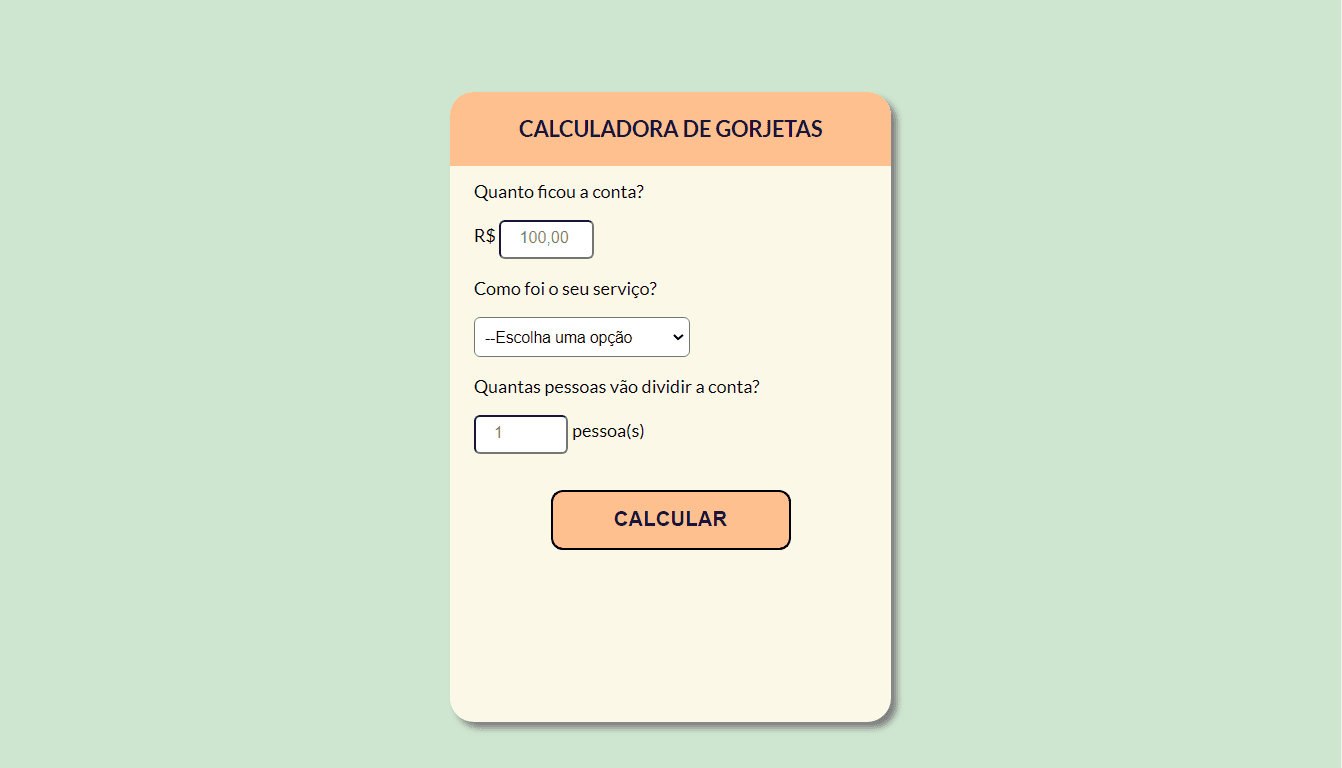 CALCULADORA DE GORJETAS
Quanto ficou a conta?
R$ 100,00
Como foi o seu serviço?
--Escolha uma opção
Quantas pessoas vão dividir a conta?
1 pessoa(s)
CALCULAR